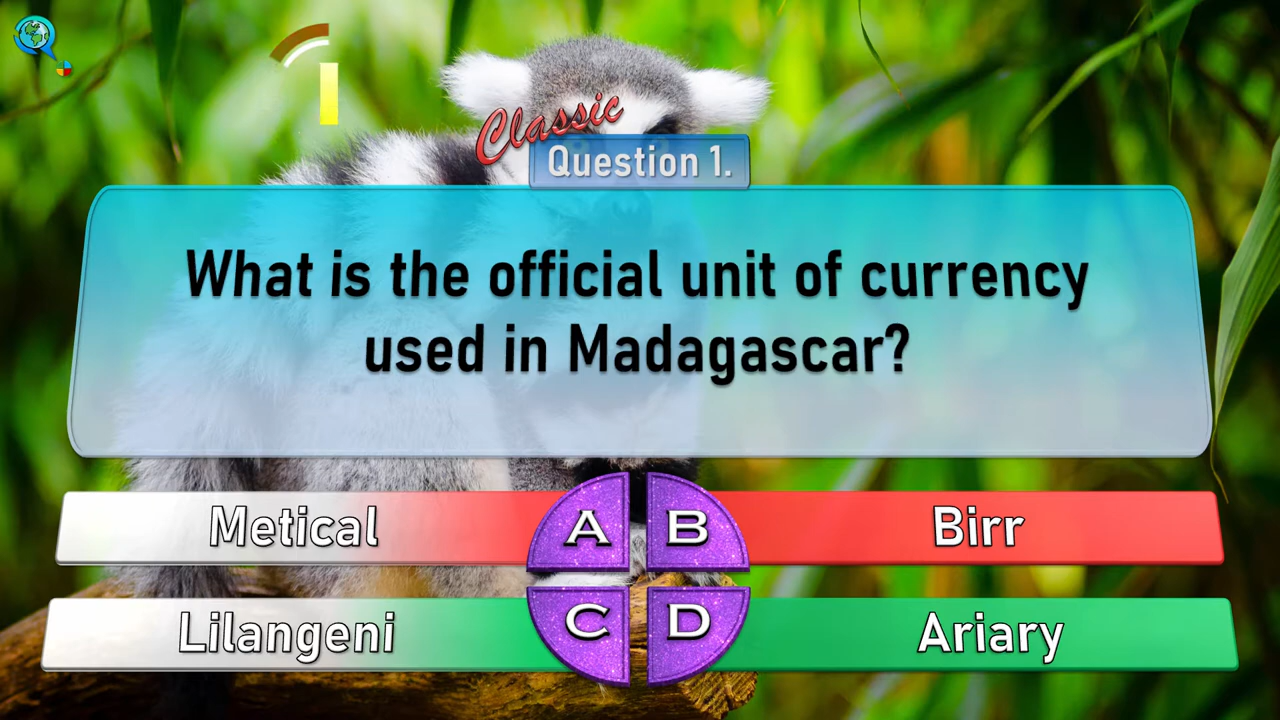 Classic
Question 1.
What is the official unit of currency
used in Madagascar?
Metical
A
B
Birr
Lilangeni
C
D
Ariary